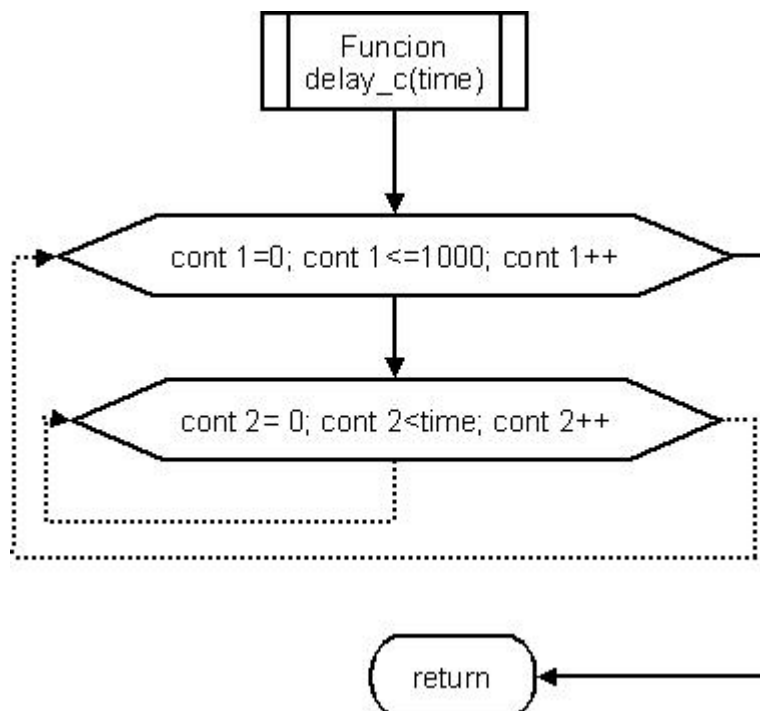 Funcion
delay_c(time)
cont 1=0; cont 1<=1000; cont 1++
cont 2= 0; cont 2<time; cont 2++
return